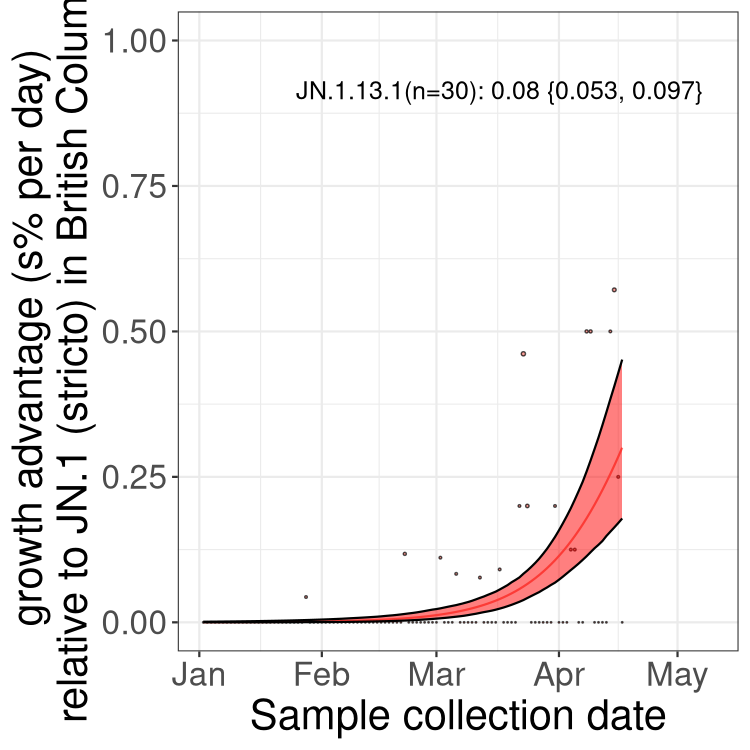 growth advantage (s% per day)
relative to JN.1 (stricto) in British Colum
1.00
0.75
0.50
0.25
0.00
JN.1.13.1(n=30): 0.08 {0.053, 0.097}
Jan Feb Mar Apr May
Sample collection date